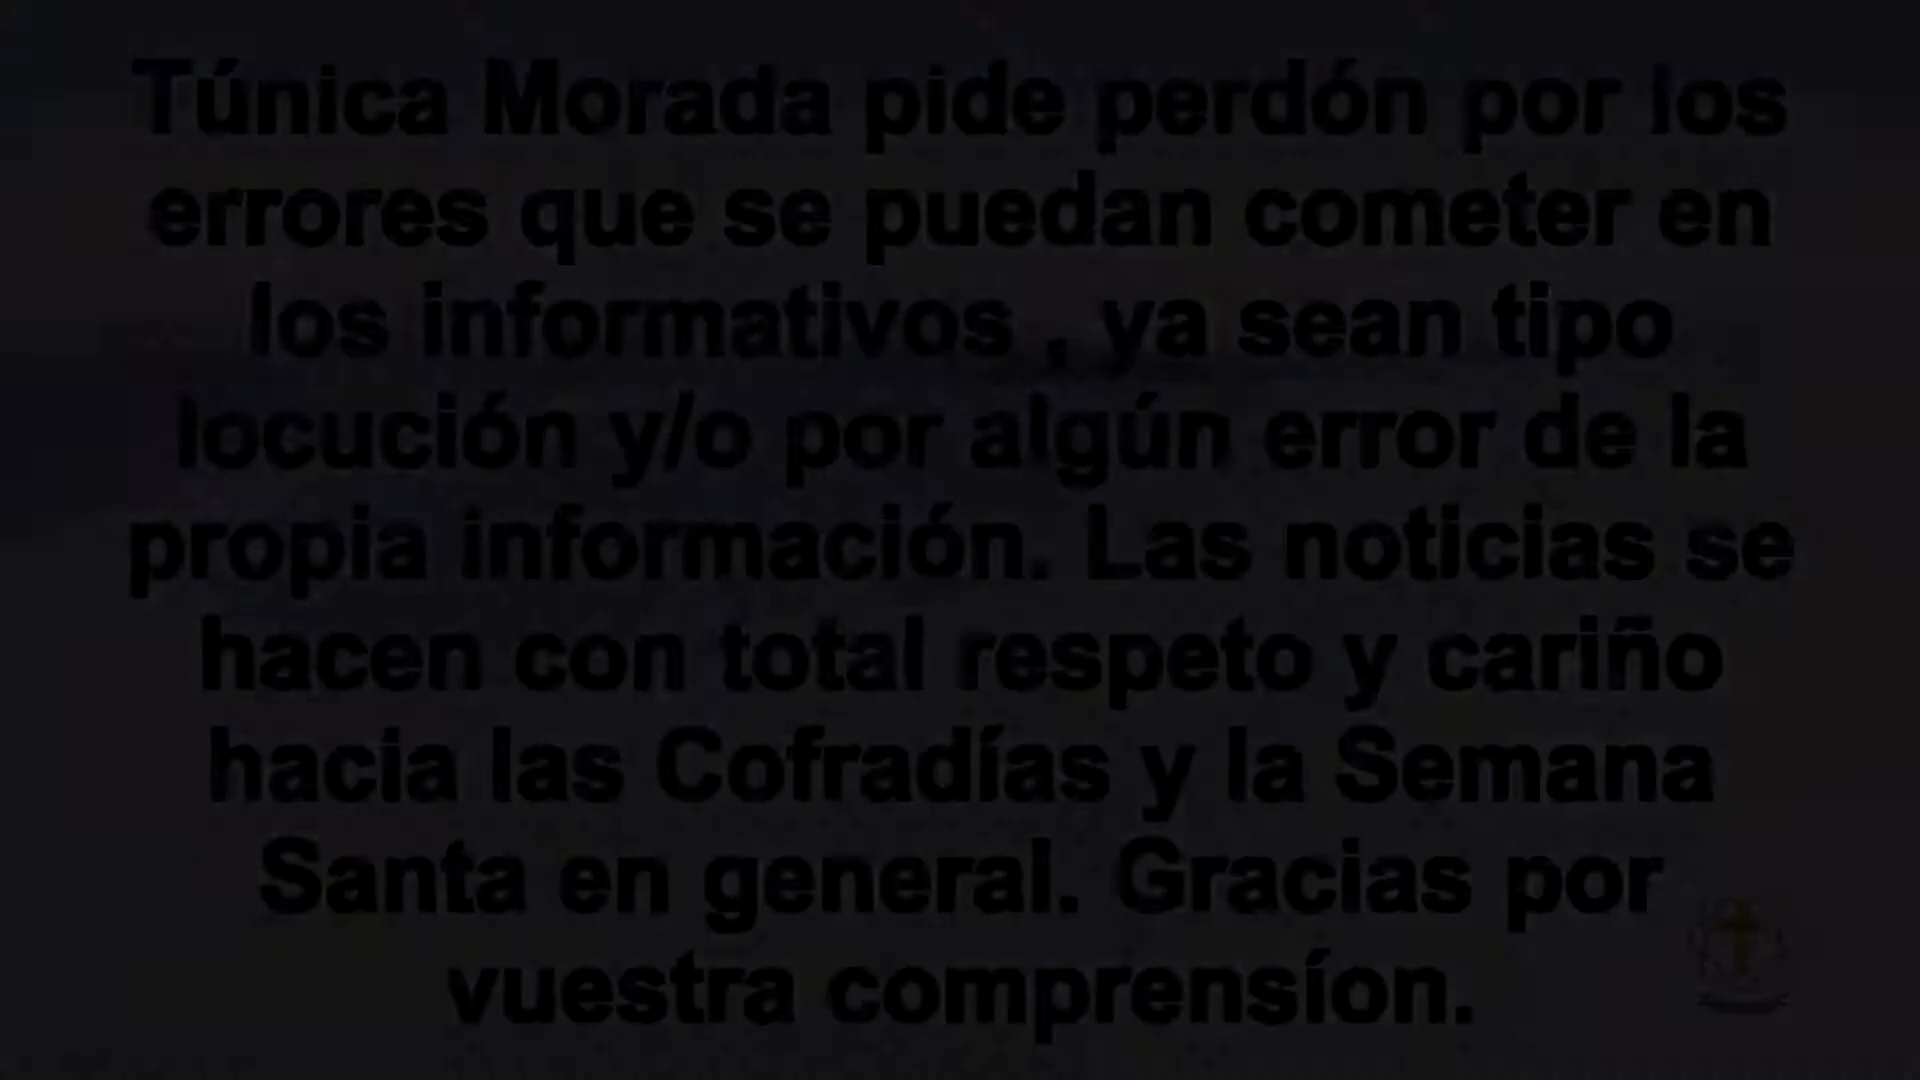 Túnica Morada pide perdón por los
errores que se puedan cometer en
los informativos , ya sean tipo
locución y/o por algún error de la
propia información. Las noticias se
hacen con total respeto y cariño
hacia las Cofradías y la Semana
Santa en general. Gracias por
vuestra comprensíon.